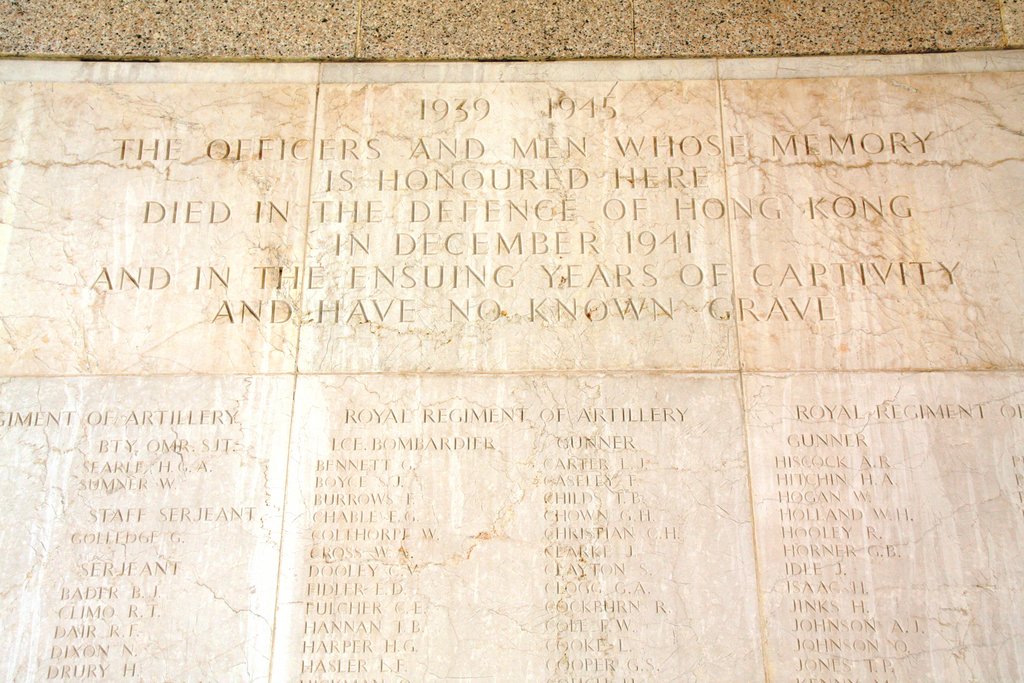 1939 1945
THE OFFICERS AND MEN WHOSE MEMORY
IS HONOURED HERE
DIED IN THE DEFENCE OF HONG KONG
IN DECEMBER 1941
AND IN THE ENSUING YEARS OF CAPTIVITY
AND HAVE NO KNOWN GRAVE
GIMENT OF ARTILLERY
BTY. QMR. SJT.
SEARLE H.G.A.
SUMNER W.
STAFF SERJEANT
GOLLEDGE G.
SERJEANT
BADER B.J.
CLIMO R.T.
DAIR R.F.
DIXON N.
DRURY H.
ROYAL REGIMENT OF ARTILLERY
LCE. BOMBARDIER
BENNETT G.
BOYCE S.J.
BURROWS F.
CHABLE E.G.
COLTHORPE W.
CROSS W.A.
DOOLEY C.V.
FIDLER E.D.
FULCHER C.E.
HANNAN T.B.
HARPER H.G.
HASLER L.F.
GUNNER
CARTER L.J.
CASELEY F.
CHILDS T.B.
CHOWN G.H.
CHRISTIAN C.H.
CLARKE J.
CLAYTON S.
CLOGG G.A.
COCKBURN R.
COLE F.W.
COOKE L.
COOPER G.S.
ROYAL REGIMENT OF
GUNNER
HISCOCK A.R.
HITCHIN H.A.
HOGAN W.
HOLLAND W.H.
HOOLEY R.
HORNER G.B.
IDLE J.
ISAAC H.
JINKS H.
JOHNSON A.J.
JOHNSON O.
JONES T.P.